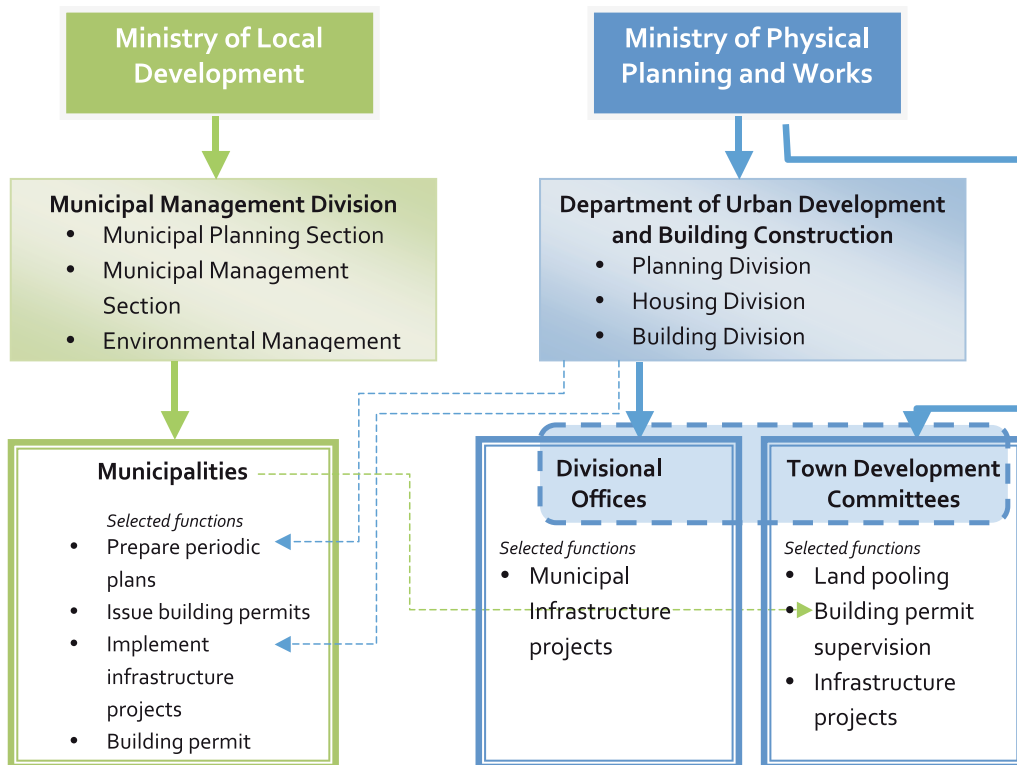 Ministry of Local
Development
Ministry of Physical
Planning and Works
Municipal Management Division
• Municipal Planning Section
• Municipal Management
Section
• Environmental Management
Department of Urban Development
and Building Construction
• Planning Division
• Housing Division
• Building Division
Municipalities
Selected functions
• Prepare periodic
plans
• Issue building permits
• Implement
infrastructure
projects
• Building permit
Divisional
Offices
Selected functions
• Municipal
Infrastructure
projects
Town Development
Committees
Selected functions
• Land pooling
• Building permit
supervision
• Infrastructure
projects